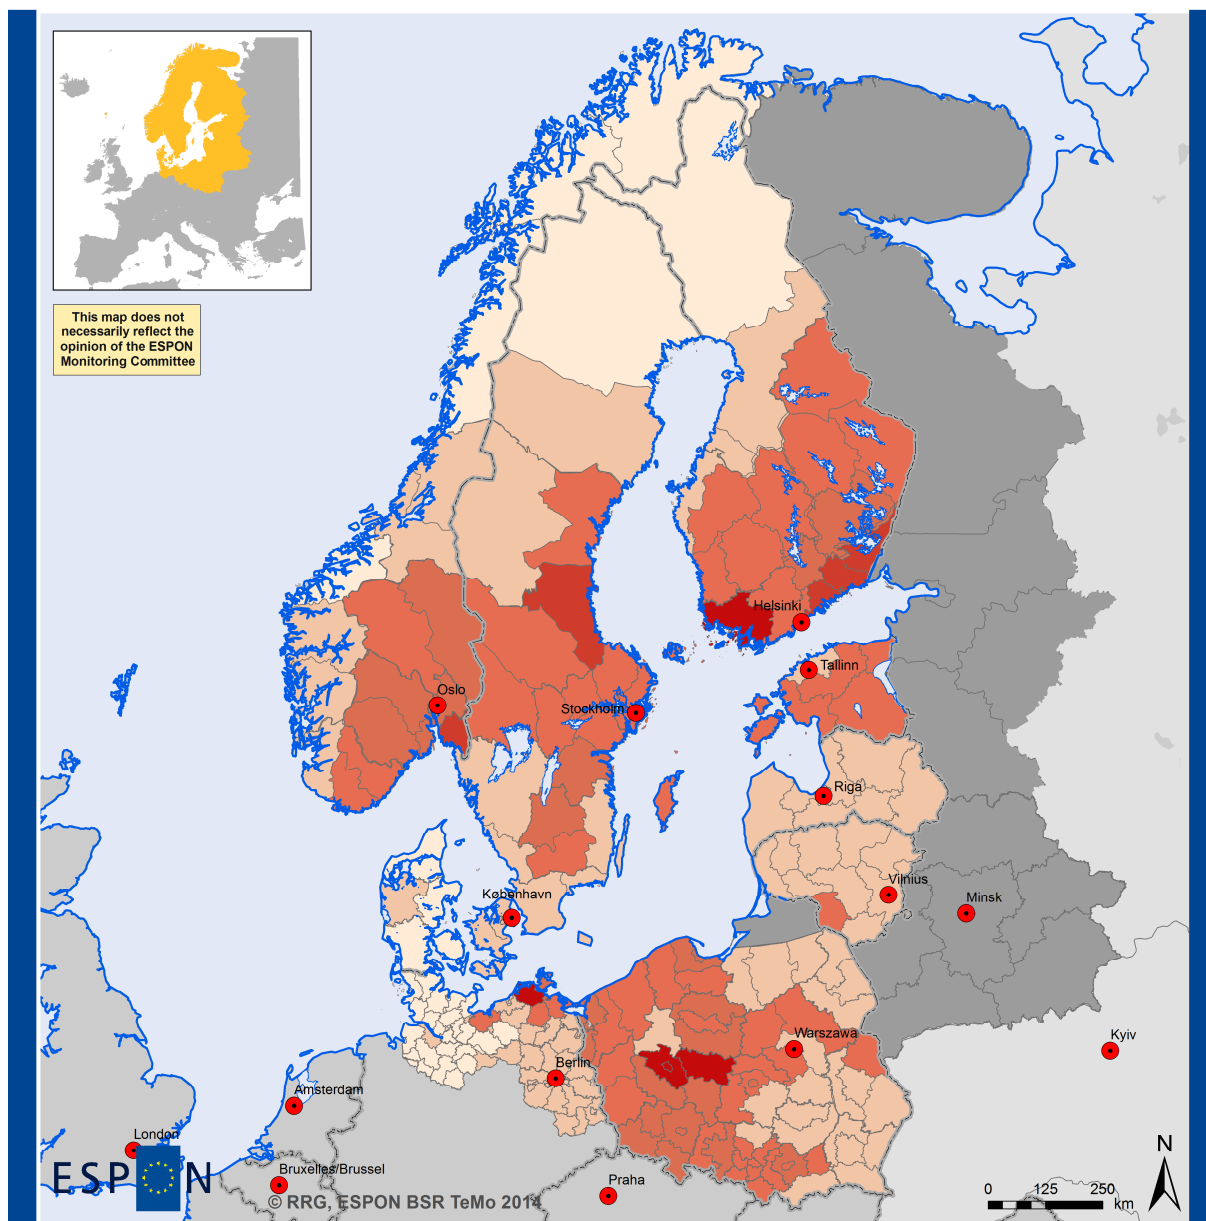 This map does not
necessarily reflect the
opinion of the ESPON
Monitoring Committee
Helsinki
Tallinn
Oslo
Stockholm
Riga
Vilnius
København
Minsk
Warszawa
Kyiv
Berlin
Amsterdam
London
Bruxelles/Brussel
Praha
ESPON
© RRG, ESPON BSR TeMo 2014
N
0 125 250
km